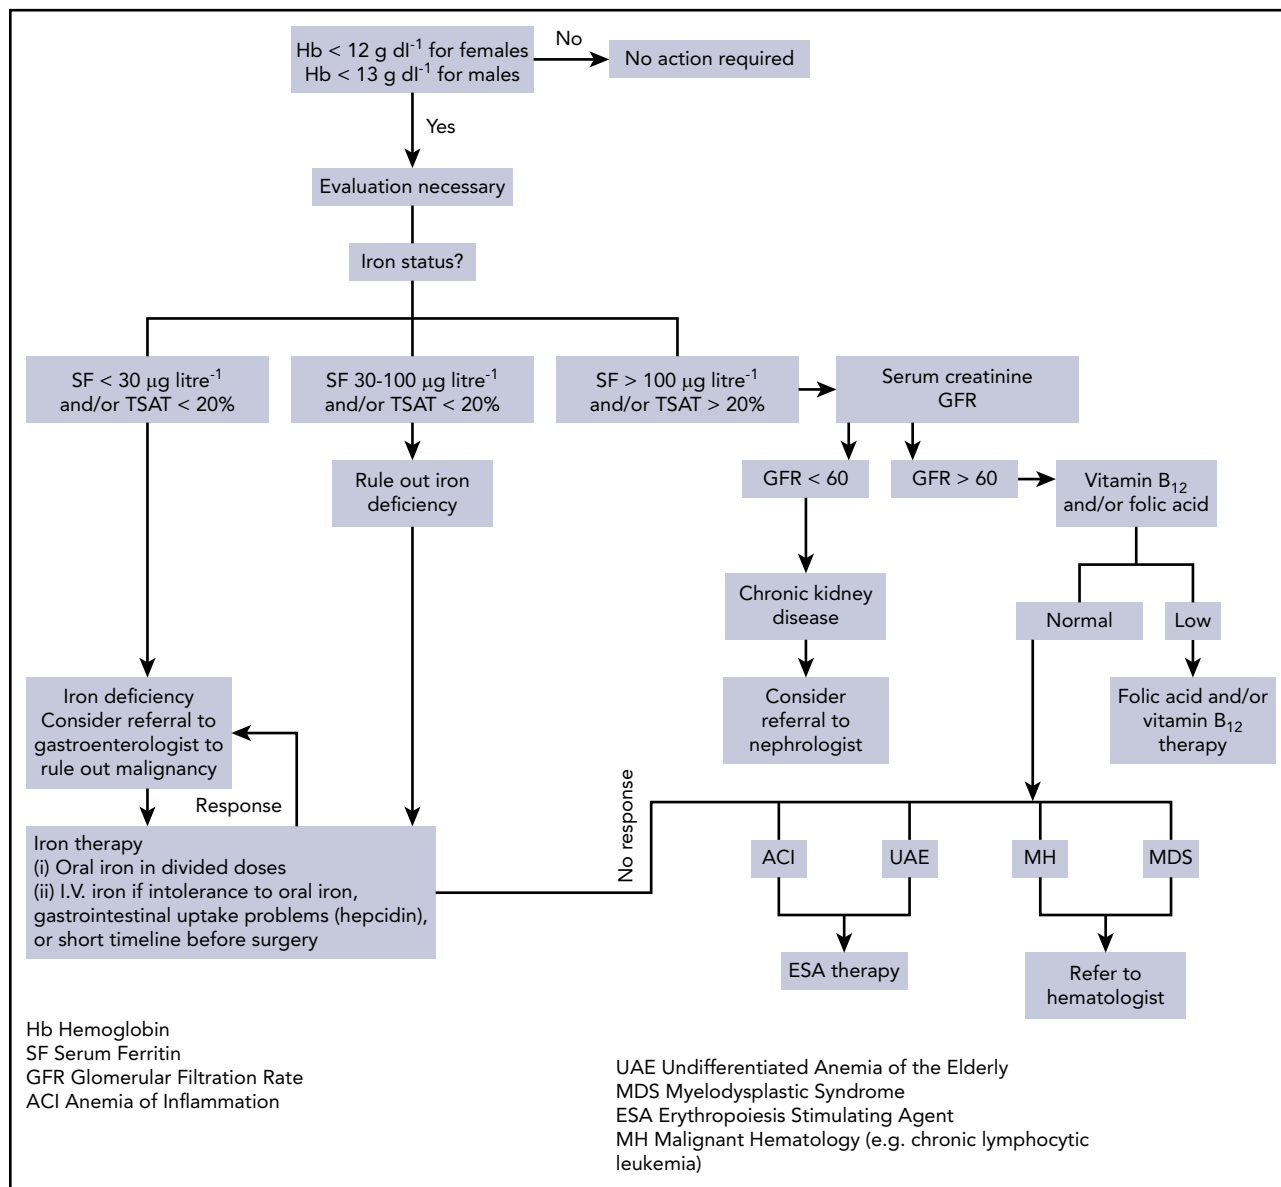 Hb < 12 g dl⁻¹ for females
Hb < 13 g dl⁻¹ for males
No
No action required
Yes
Evaluation necessary
Iron status?
SF < 30 μg litre⁻¹
and/or TSAT < 20%
SF 30-100 μg litre⁻¹
and/or TSAT < 20%
SF > 100 μg litre⁻¹
and/or TSAT > 20%
Serum creatinine
GFR
Rule out iron
deficiency
GFR < 60
GFR > 60
Vitamin B₁₂
and/or folic acid
Chronic kidney
disease
Normal
Low
Iron deficiency
Consider referral to
gastroenterologist to
rule out malignancy
Consider
referral to
nephrologist
Folic acid and/or
vitamin B₁₂
therapy
Response
No response
Iron therapy
(i) Oral iron in divided doses
(ii) I.V. iron if intolerance to oral iron,
gastrointestinal uptake problems (hepcidin),
or short timeline before surgery
ACI
UAE
MH
MDS
ESA therapy
Refer to
hematologist
Hb Hemoglobin
SF Serum Ferritin
GFR Glomerular Filtration Rate
ACI Anemia of Inflammation
UAE Undifferentiated Anemia of the Elderly
MDS Myelodysplastic Syndrome
ESA Erythropoiesis Stimulating Agent
MH Malignant Hematology (e.g. chronic lymphocytic
leukemia)